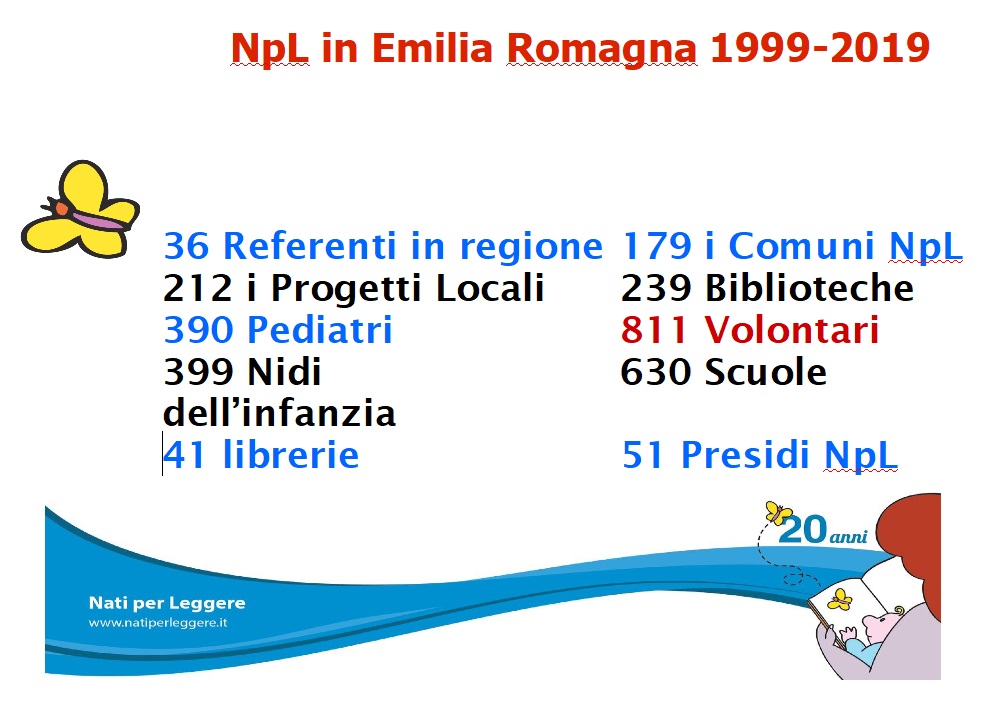 NpL in Emilia Romagna 1999-2019
36 Referenti in regione 179 i Comuni NpL
212 i Progetti Locali 239 Biblioteche
390 Pediatri 811 Volontari
399 Nidi 630 Scuole
dell’infanzia
41 librerie 51 Presidi NpL
20 anni
Nati per Leggere
www.natiperleggere.it